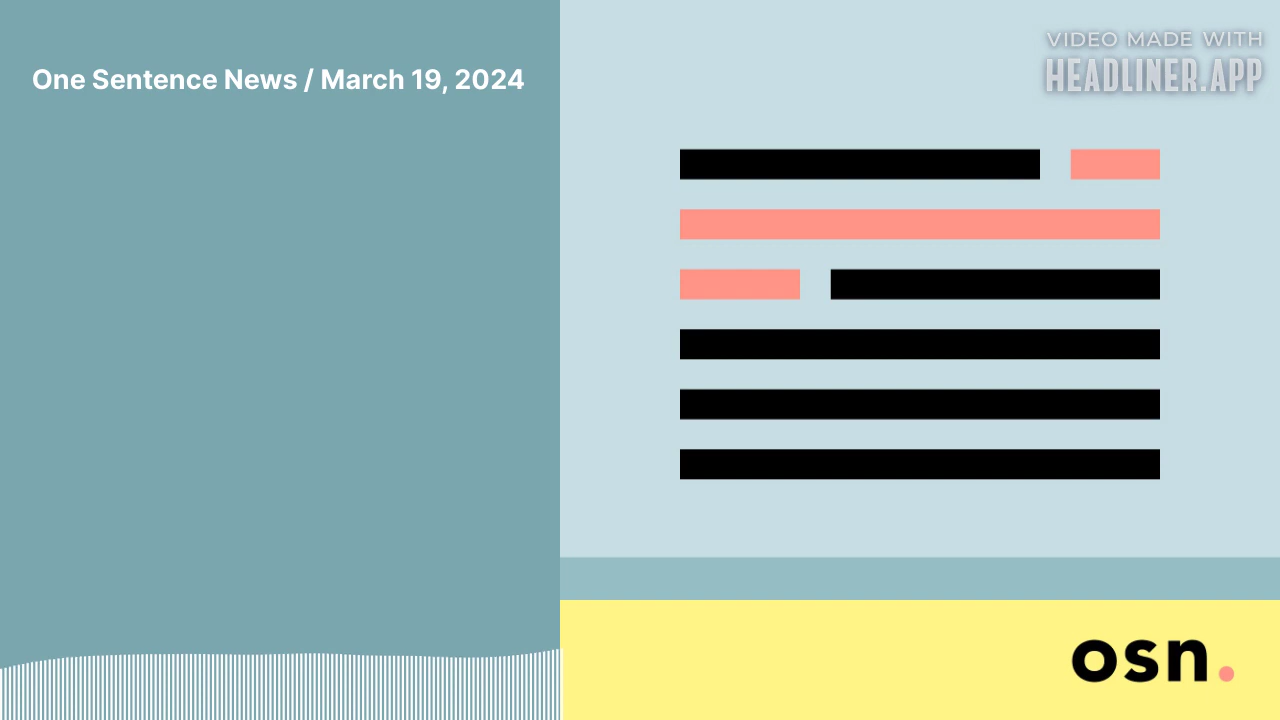 One Sentence News / March 19, 2024
VIDEO MADE WITH
HEADLINER.APP
osn.